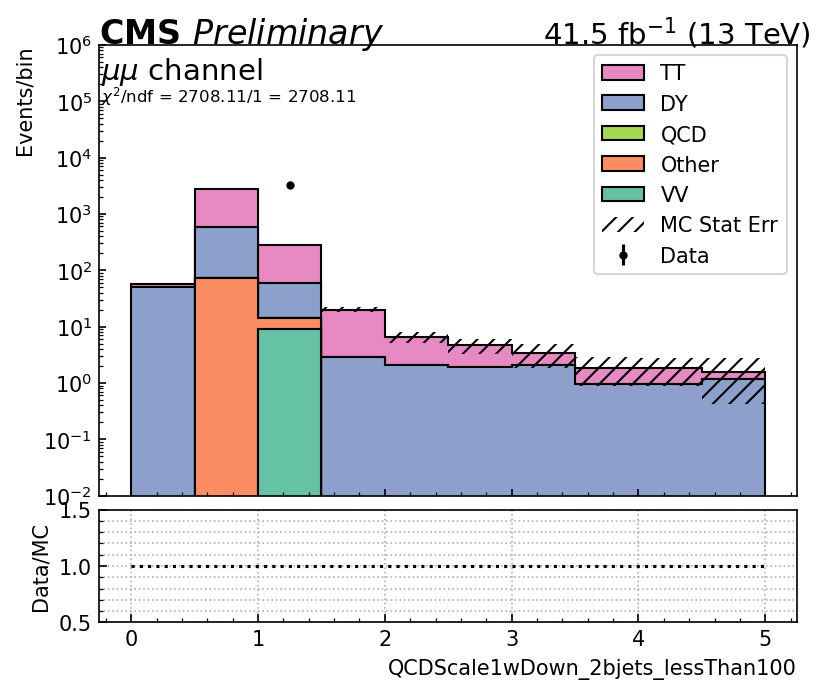 CMS Preliminary 41.5 fb⁻¹ (13 TeV)
μμ channel
χ²/ndf = 2708.11/1 = 2708.11
Events/bin
10⁶
10⁵
10⁴
10³
10²
10¹
10⁰
10⁻¹
10⁻²
TT
DY
QCD
Other
VV
MC Stat Err
Data
Data/MC
1.5
1.0
0.5
0 1 2 3 4 5
QCDScale1wDown_2bjets_lessThan100